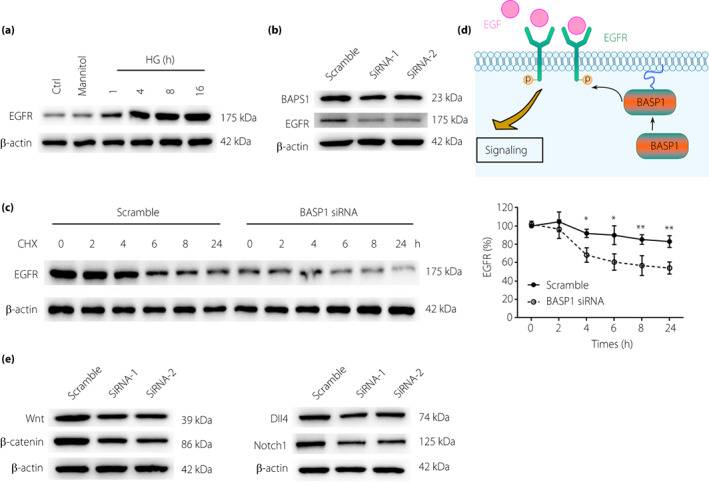 (a)
HG (h)
Ctrl Mannitol 1 4 8 16
EGFR 175 kDa
β-actin 42 kDa
(b)
Scramble SiRNA-1 SiRNA-2
BAPS1 23 kDa
EGFR 175 kDa
β-actin 42 kDa
(d)
EGF
EGFR
P P
BASP1
BASP1
Signaling
(c)
Scramble BASP1 siRNA
CHX 0 2 4 6 8 24 0 2 4 6 8 24 h
EGFR 175 kDa
β-actin 42 kDa
EGFR (%)
120
100
80
60
40
20
0
* * ** **
Scramble
BASP1 siRNA
0 2 4 6 8 24
Times (h)
(e)
Scramble SiRNA-1 SiRNA-2
Wnt 39 kDa
β-catenin 86 kDa
β-actin 42 kDa
Scramble SiRNA-1 SiRNA-2
Dll4 74 kDa
Notch1 125 kDa
β-actin 42 kDa